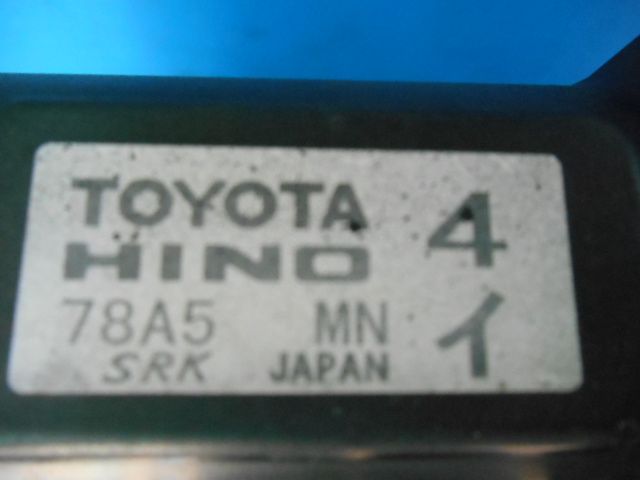 TOYOTA 4
HINO
78A5 MN イ
SRK JAPAN